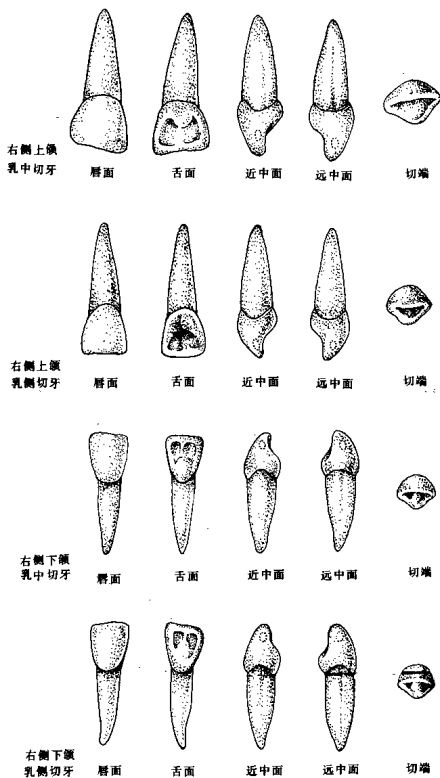 右侧上颌
乳中切牙 唇面 舌面 近中面 远中面 切端
右侧上颌
乳侧切牙 唇面 舌面 近中面 远中面 切端
右侧下颌
乳中切牙 唇面 舌面 近中面 远中面 切端
右侧下颌
乳侧切牙 唇面 舌面 近中面 远中面 切端